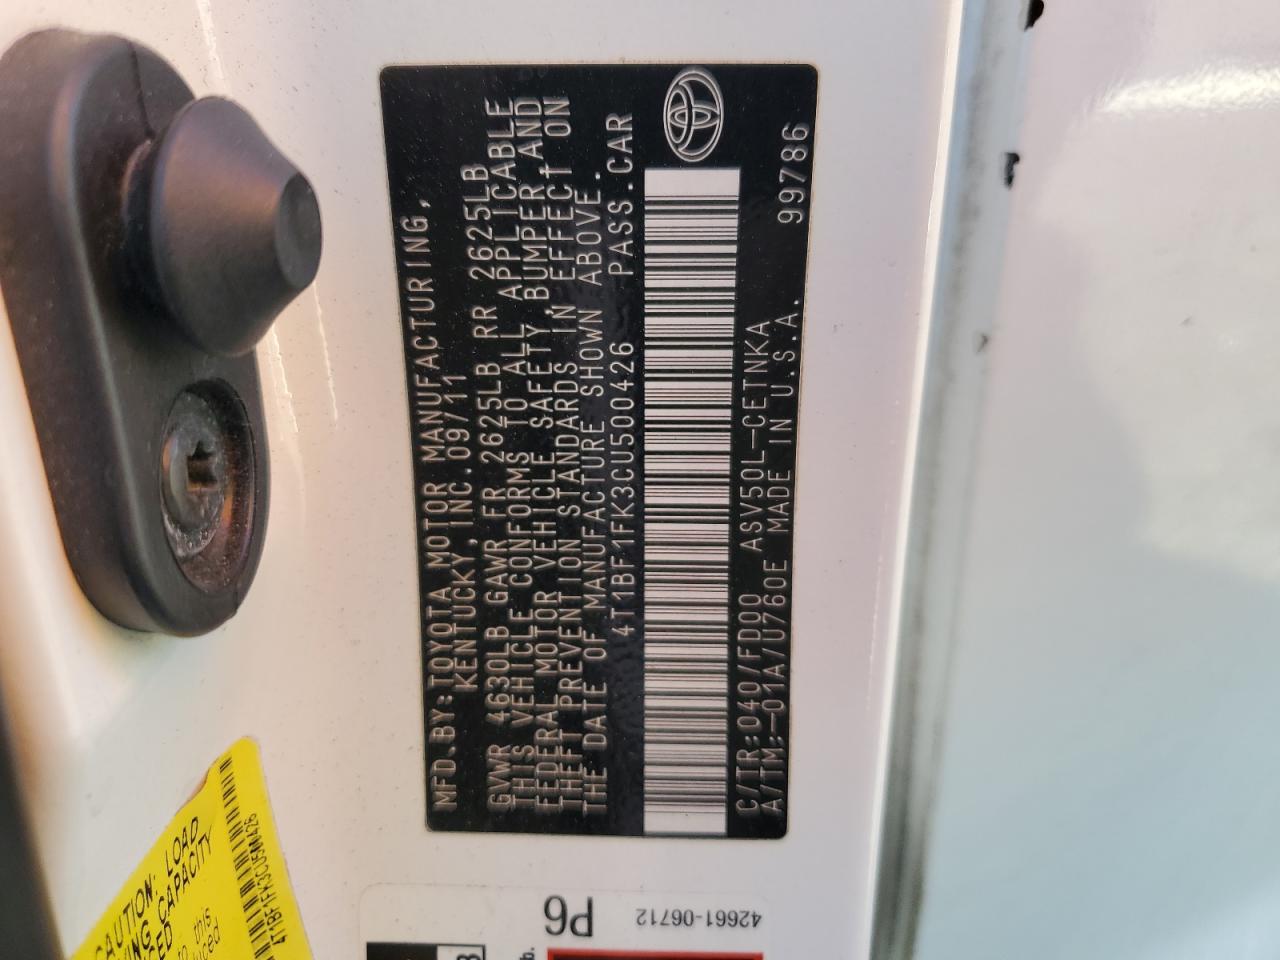 MFD.BY:TOYOTA MOTOR MANUFACTURING,
KENTUCKY,INC.09/11
GVWR 4630LB GAWR FR 2625LB RR 2625LB
THIS VEHICLE CONFORMS TO ALL APPLICABLE
FEDERAL MOTOR VEHICLE SAFETY,BUMPER,AND
THEFT PREVENTION STANDARDS IN EFFECT ON
THE DATE OF MANUFACTURE SHOWN ABOVE.
4T1BF1FK3CU500426 PASS.CAR
C/TR:040/FD00 ASV50L-CETNKA
A/TM:-01A/U760E MADE IN U.S.A. 99786
CAUTION: LOAD
CAPACITY
to this
4T1BF1FK3CU500426
P6
42661-06712